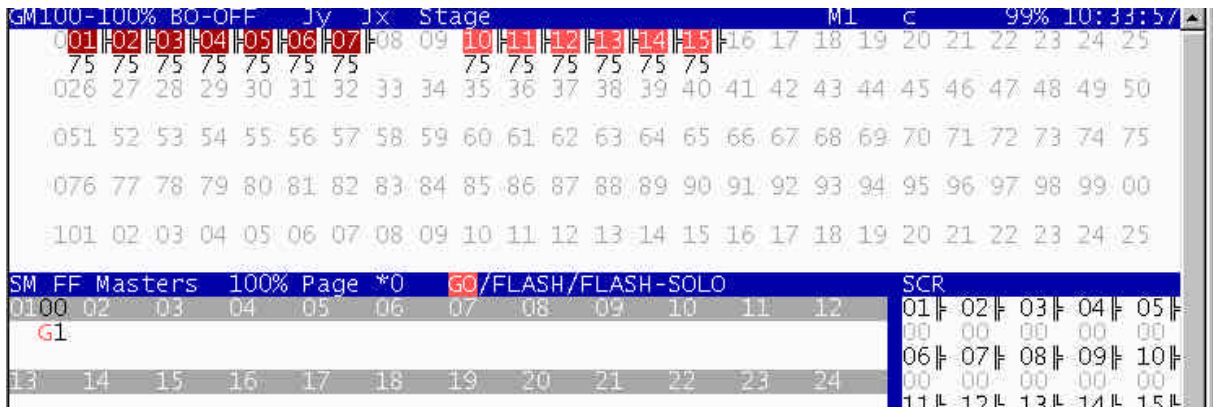 GM100-100% BO-OFF Jy Jx Stage M1 C 99% 10:33:57
001╠02╠03╠04╠05╠06╠07╠08 09 10╠11╠12╠13╠14╠15╠16 17 18 19 20 21 22 23 24 25
75 75 75 75 75 75 75 75 75 75 75 75 75
026 27 28 29 30 31 32 33 34 35 36 37 38 39 40 41 42 43 44 45 46 47 48 49 50
051 52 53 54 55 56 57 58 59 60 61 62 63 64 65 66 67 68 69 70 71 72 73 74 75
076 77 78 79 80 81 82 83 84 85 86 87 88 89 90 91 92 93 94 95 96 97 98 99 00
101 02 03 04 05 06 07 08 09 10 11 12 13 14 15 16 17 18 19 20 21 22 23 24 25
SM FF Masters 100% Page *0 GO/FLASH/FLASH-SOLO
0100 02 03 04 05 06 07 08 09 10 11 12
G1
13 14 15 16 17 18 19 20 21 22 23 24
SCR
01╠ 02╠ 03╠ 04╠ 05╠
00 00 00 00 00
06╠ 07╠ 08╠ 09╠ 10╠
00 00 00 00 00
11╠ 12╠ 13╠ 14╠ 15╠